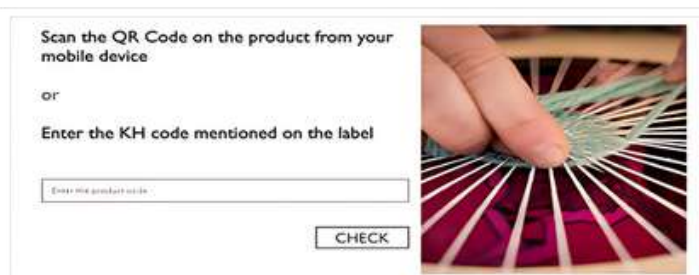 Scan the QR Code on the product from your
mobile device
or
Enter the KH code mentioned on the label
Enter the product code
CHECK